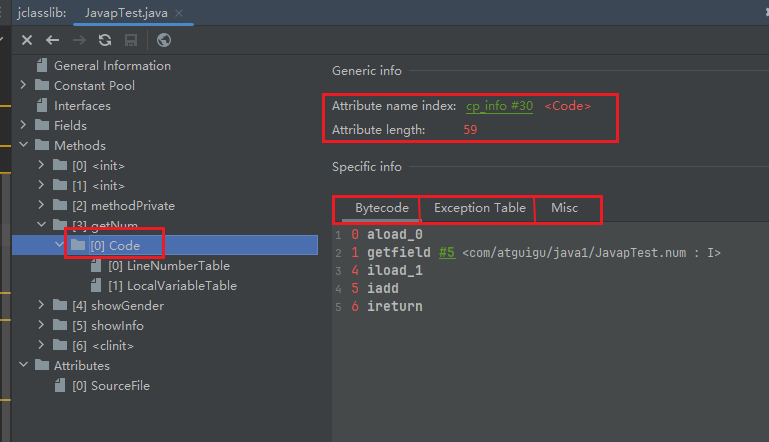 jclasslib: JavapTest.java
General Information
Constant Pool
Interfaces
Fields
Methods
[0] <init>
[1] <init>
[2] methodPrivate
[3] getNum
[0] Code
[0] LineNumberTable
[1] LocalVariableTable
[4] showGender
[5] showInfo
[6] <clinit>
Attributes
[0] SourceFile
Generic info
Attribute name index: cp_info #30 <Code>
Attribute length: 59
Specific info
Bytecode Exception Table Misc
1 0 aload_0
2 1 getfield #5 <com/atguigu/java1/JavapTest.num : I>
3 4 iload_1
4 5 iadd
5 6 ireturn